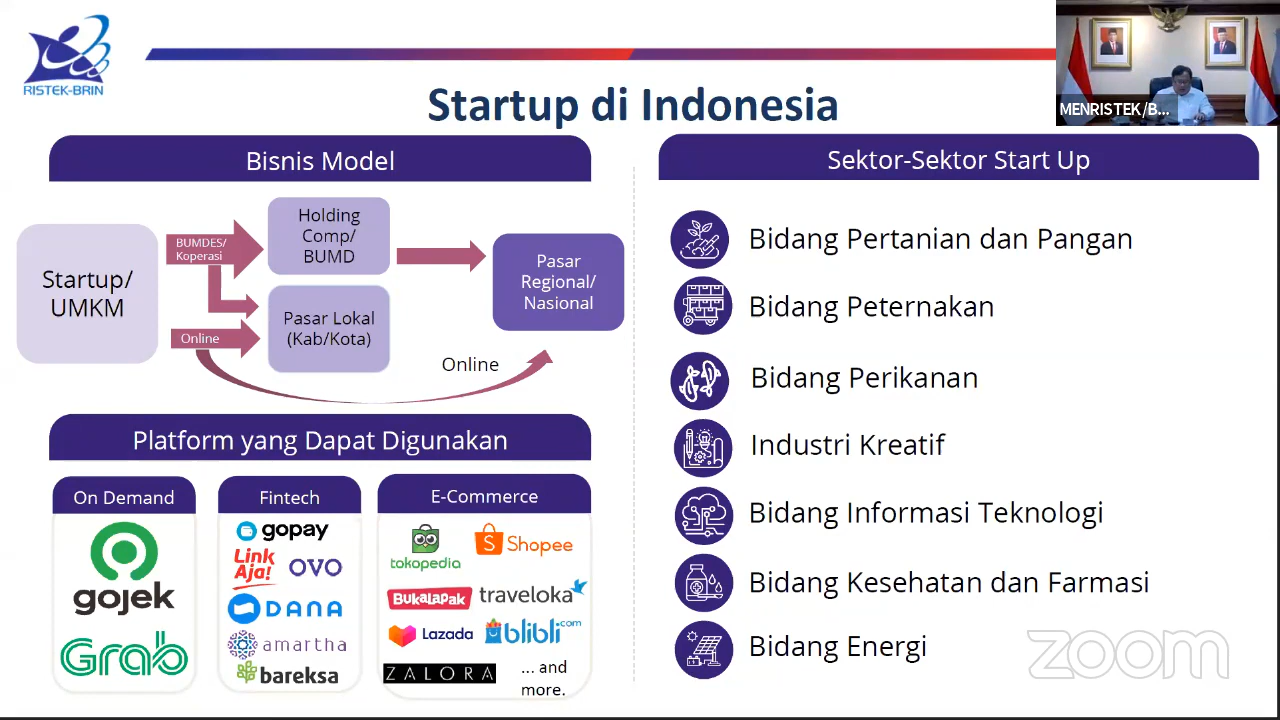 RISTEK-BRIN
MENRISTEK/B...
Startup di Indonesia
Bisnis Model
Startup/
UMKM
BUMDES/
Koperasi
Online
Holding
Comp/
BUMD
Pasar Lokal
(Kab/Kota)
Pasar
Regional/
Nasional
Online
Platform yang Dapat Digunakan
On Demand
gojek
Grab
Fintech
gopay
Link
Aja!
OVO
DANA
amartha
bareksa
E-Commerce
tokopedia
Shopee
BukaLapak
traveloka
Lazada
blibli.com
ZALORA
... and
more.
Sektor-Sektor Start Up
Bidang Pertanian dan Pangan
Bidang Peternakan
Bidang Perikanan
Industri Kreatif
Bidang Informasi Teknologi
Bidang Kesehatan dan Farmasi
Bidang Energi
zoom